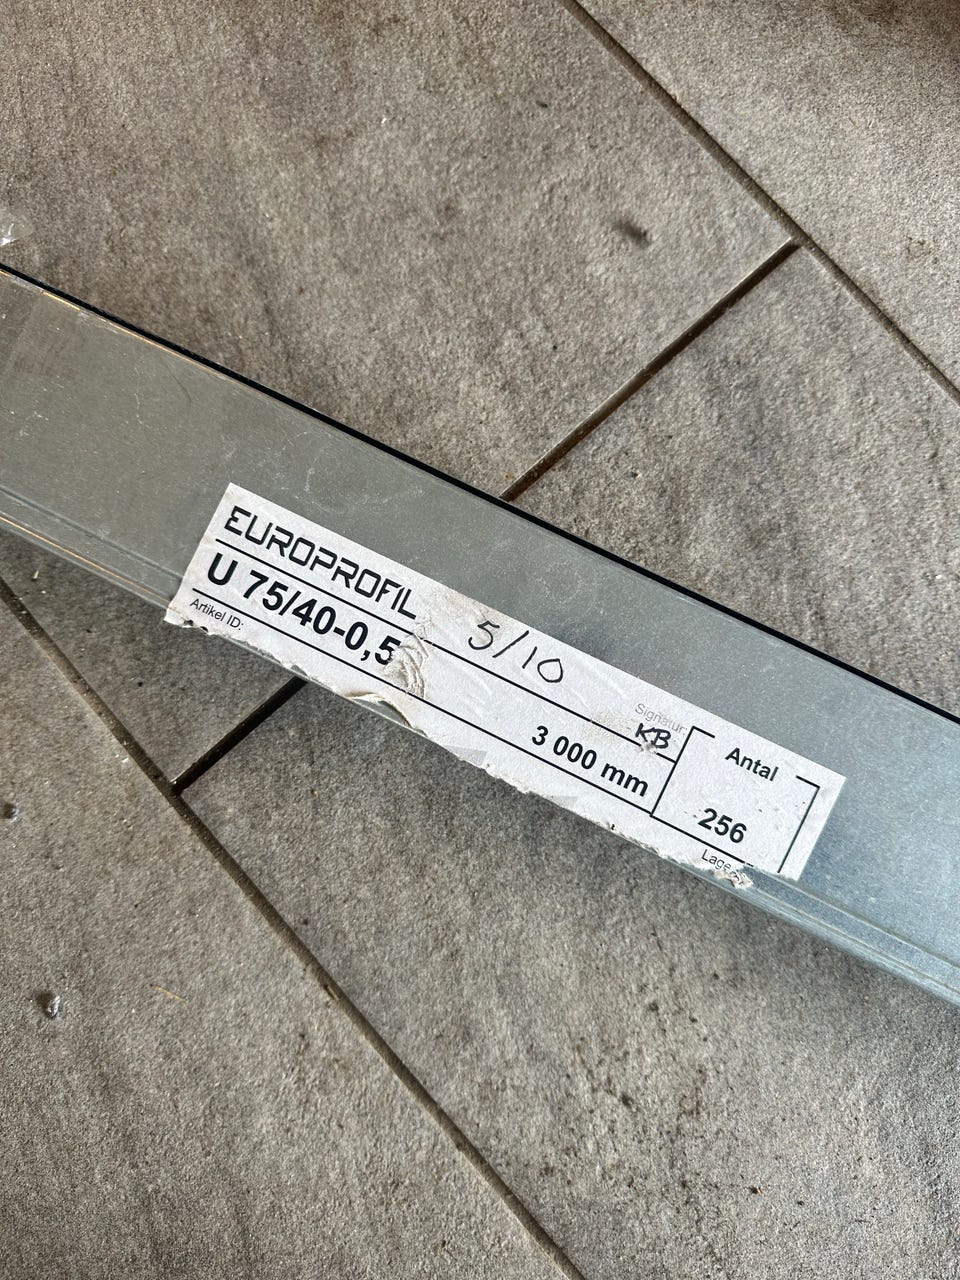 EUROPROFIL
5/10
U 75/40-0,5
Signatur:
KB
Artikel ID:
3 000 mm
Antal
256